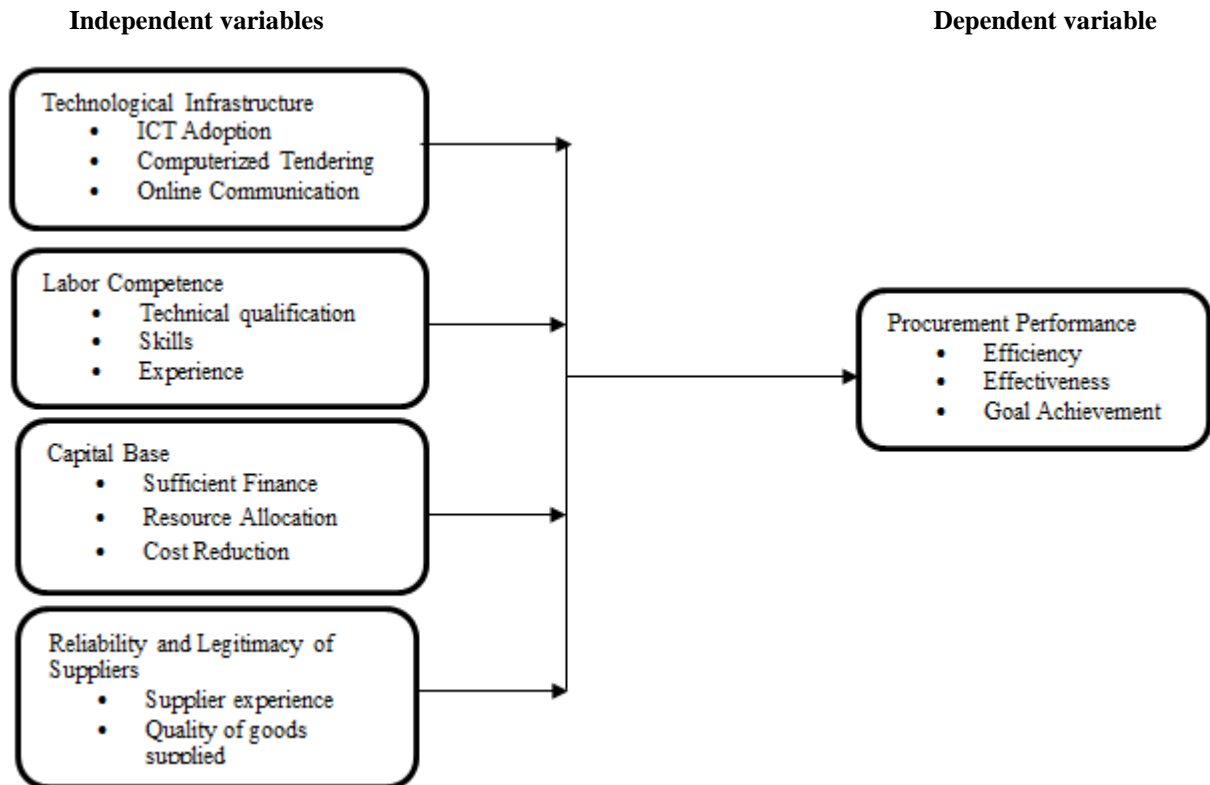 Independent variables
Dependent variable
Technological Infrastructure
• ICT Adoption
• Computerized Tendering
• Online Communication
Labor Competence
• Technical qualification
• Skills
• Experience
Capital Base
• Sufficient Finance
• Resource Allocation
• Cost Reduction
Reliability and Legitimacy of
Suppliers
• Supplier experience
• Quality of goods
supplied
Procurement Performance
• Efficiency
• Effectiveness
• Goal Achievement